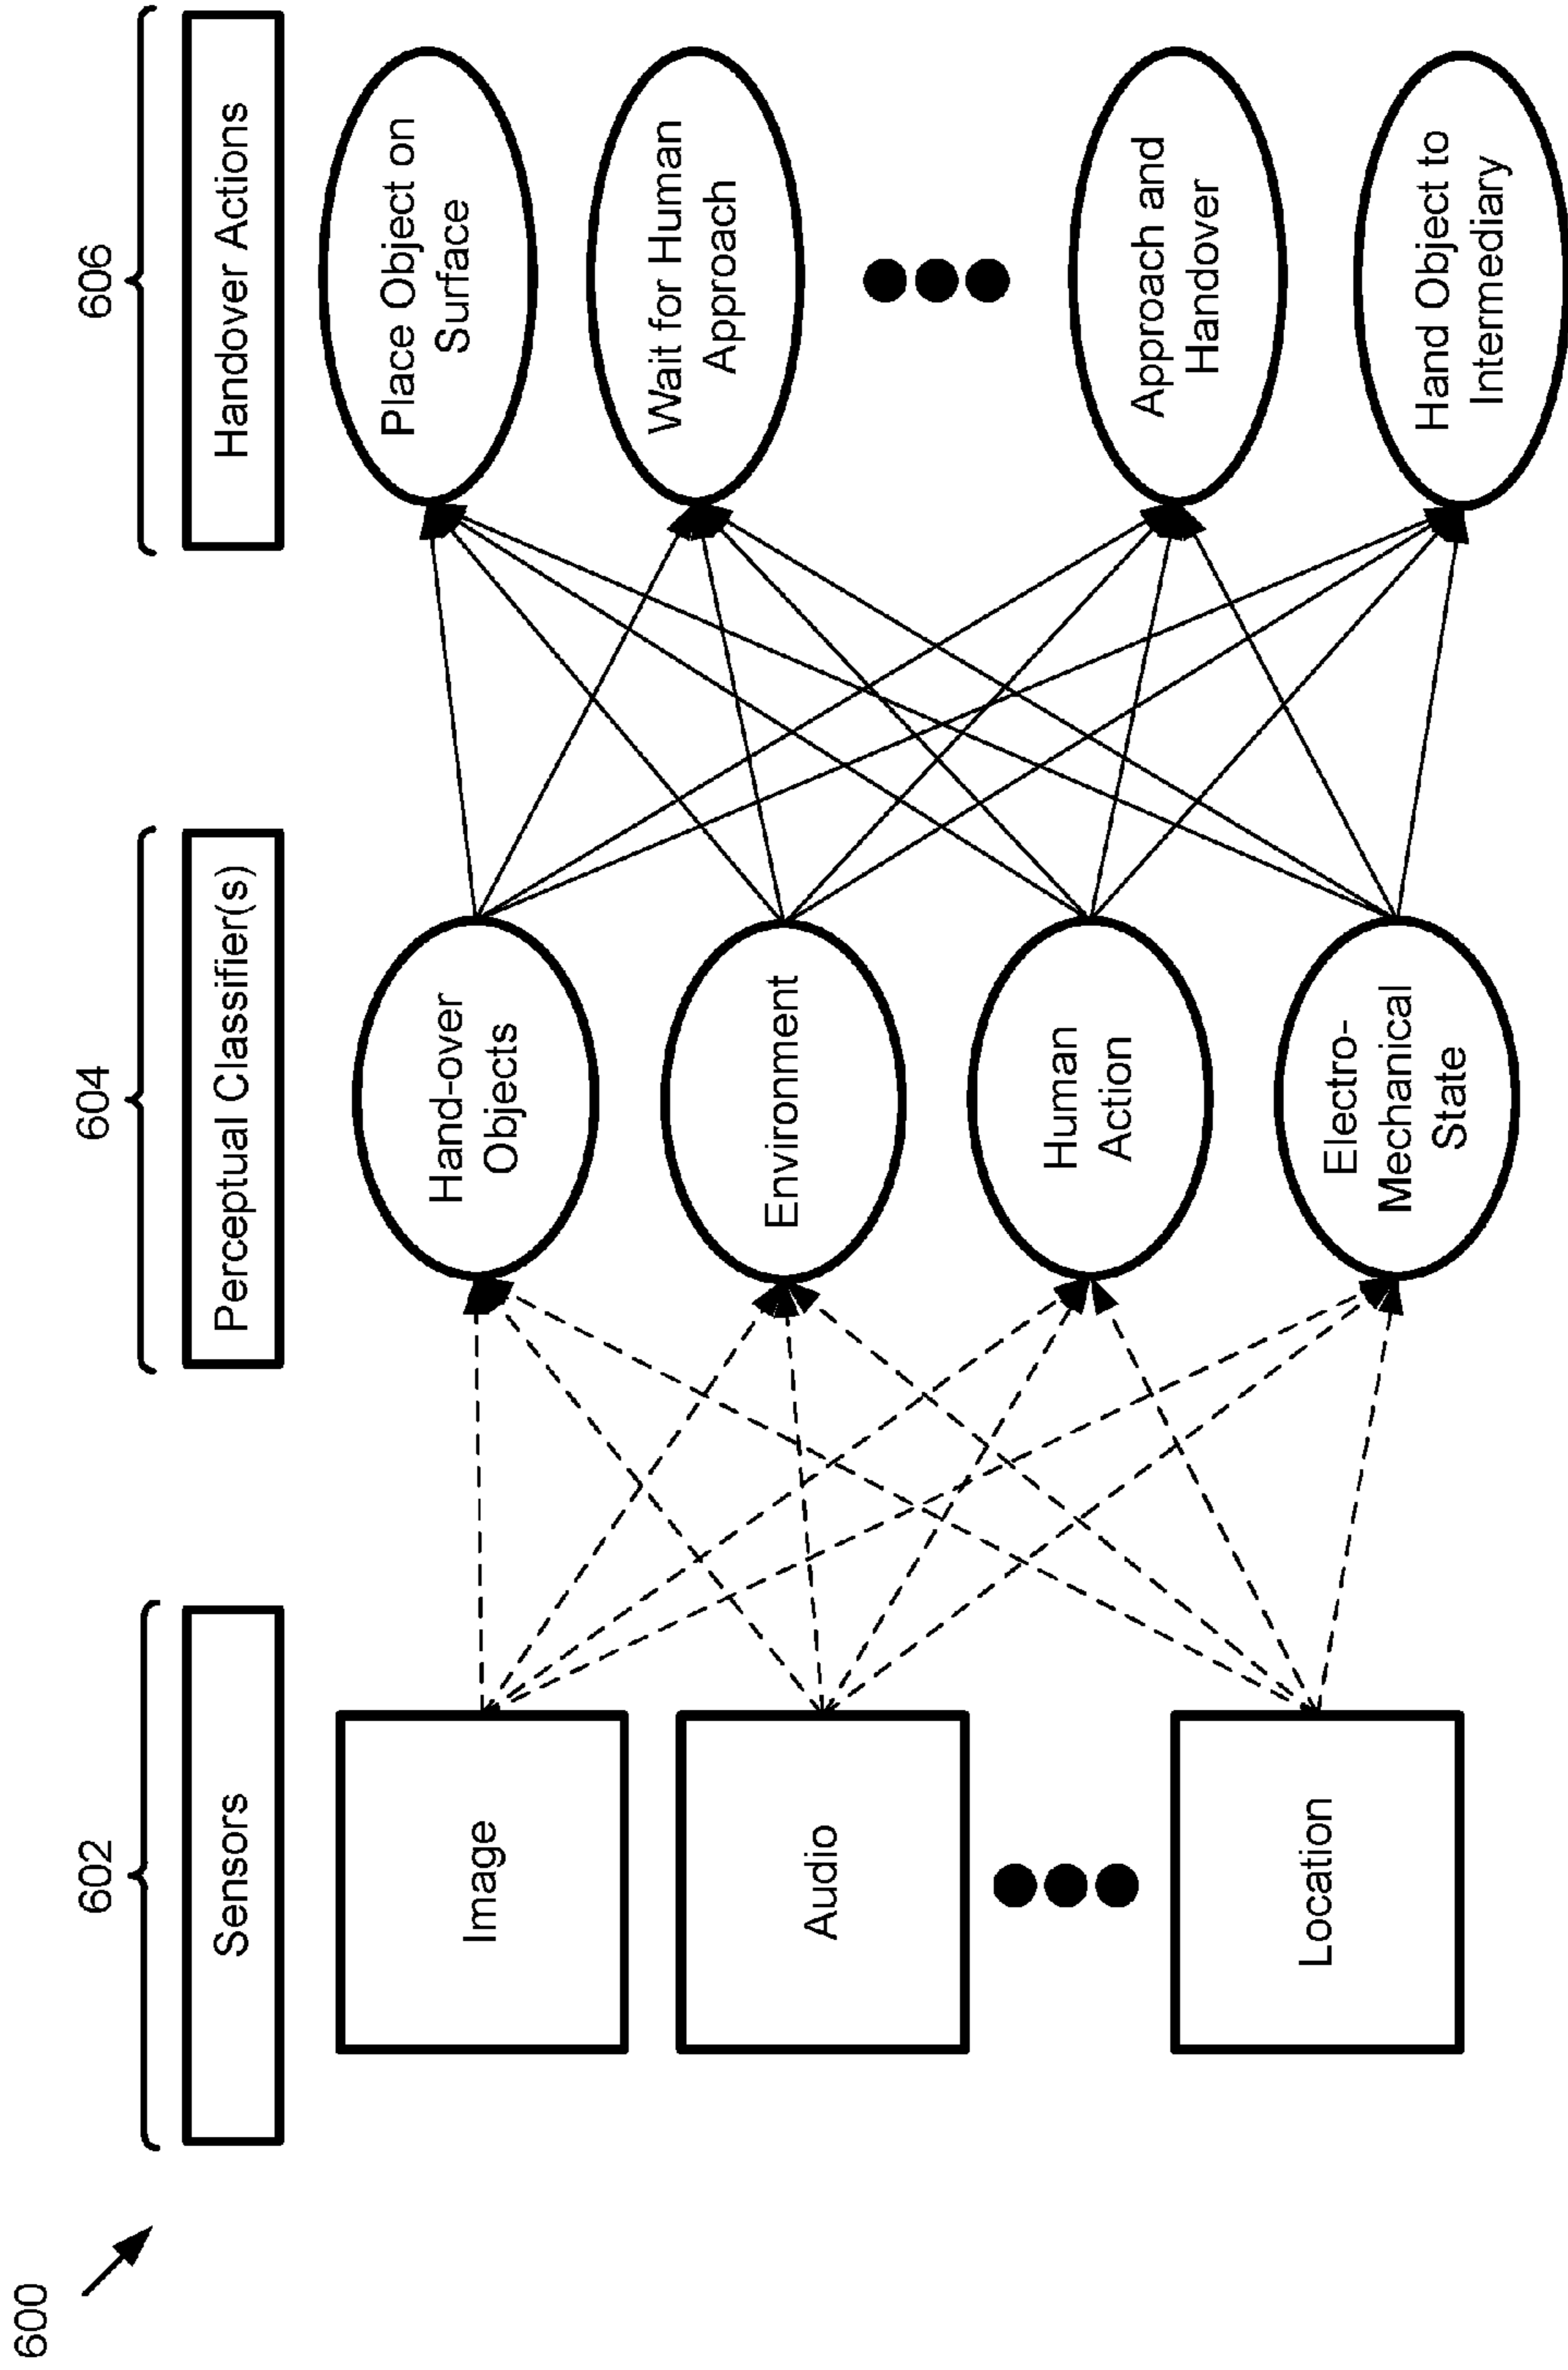 600
602
Sensors
Image
Audio
Location
604
Perceptual Classifier(s)
Hand-over
Objects
Environment
Human
Action
Electro-
Mechanical
State
606
Handover Actions
Place Object on
Surface
Wait for Human
Approach
Approach and
Handover
Hand Object to
Intermediary